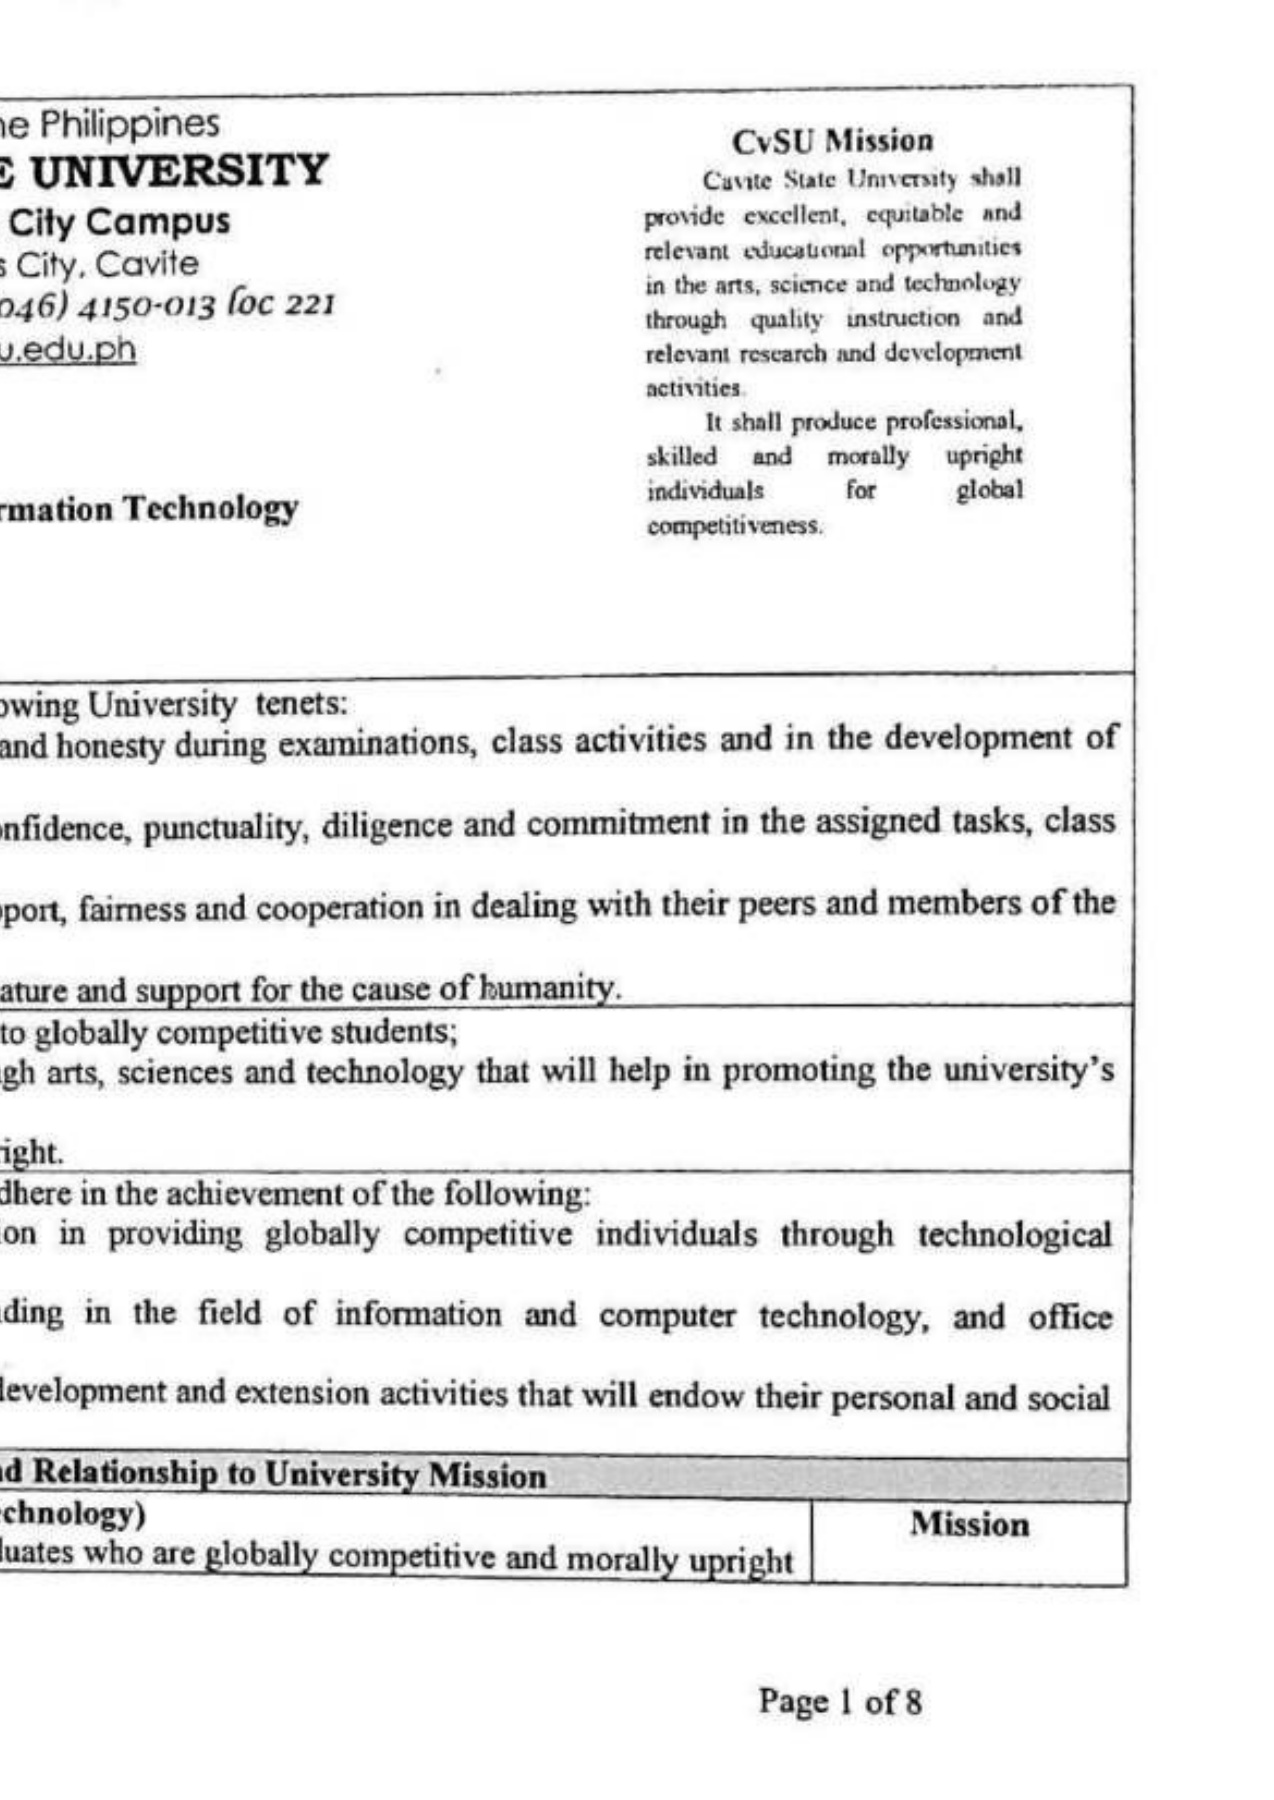 ne Philippines
E UNIVERSITY
City Campus
s City, Cavite
046) 4150-013 loc 221
u.edu.ph
rmation Technology
CvSU Mission
Cavite State University shall
provide excellent, equitable and
relevant educational opportunities
in the arts, science and technology
through quality instruction and
relevant research and development
activities.
It shall produce professional,
skilled and morally upright
individuals for global
competitiveness.
owing University tenets:
and honesty during examinations, class activities and in the development of
onfidence, punctuality, diligence and commitment in the assigned tasks, class
pport, fairness and cooperation in dealing with their peers and members of the
ature and support for the cause of humanity.
to globally competitive students;
gh arts, sciences and technology that will help in promoting the university's
right.
dhere in the achievement of the following:
on in providing globally competitive individuals through technological
ding in the field of information and computer technology, and office
development and extension activities that will endow their personal and social
nd Relationship to University Mission
echnology)
Mission
luates who are globally competitive and morally upright
Page 1 of 8